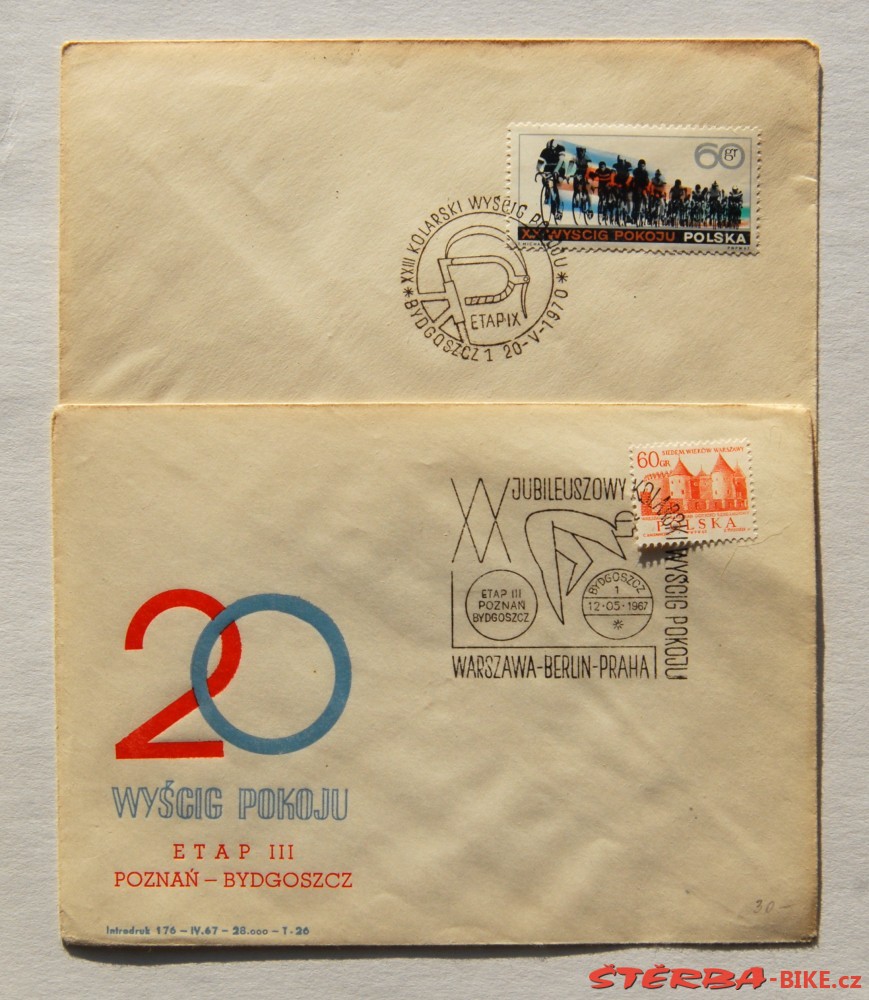 60 gr
XX WYŚCIG POKOJU POLSKA
* XXIII KOLARSKI WYŚCIG POKOJU *
ETAP·IX
BYDGOSZCZ 1 20-V-1970
60 GR
SIEDEM WIEKÓW WARSZAWY
POLSKA
XX JUBILEUSZOWY KOLARSKI WYŚCIG POKOJU
ETAP III
POZNAŃ
BYDGOSZCZ
BYDGOSZCZ
1
12·05·1967
WARSZAWA-BERLIN-PRAHA
20
WYŚCIG POKOJU
ETAP III
POZNAŃ – BYDGOSZCZ
Introdruk 176 – IV.67 – 28.000 – T-26
30-
ŠTĚRBA-BIKE.cz